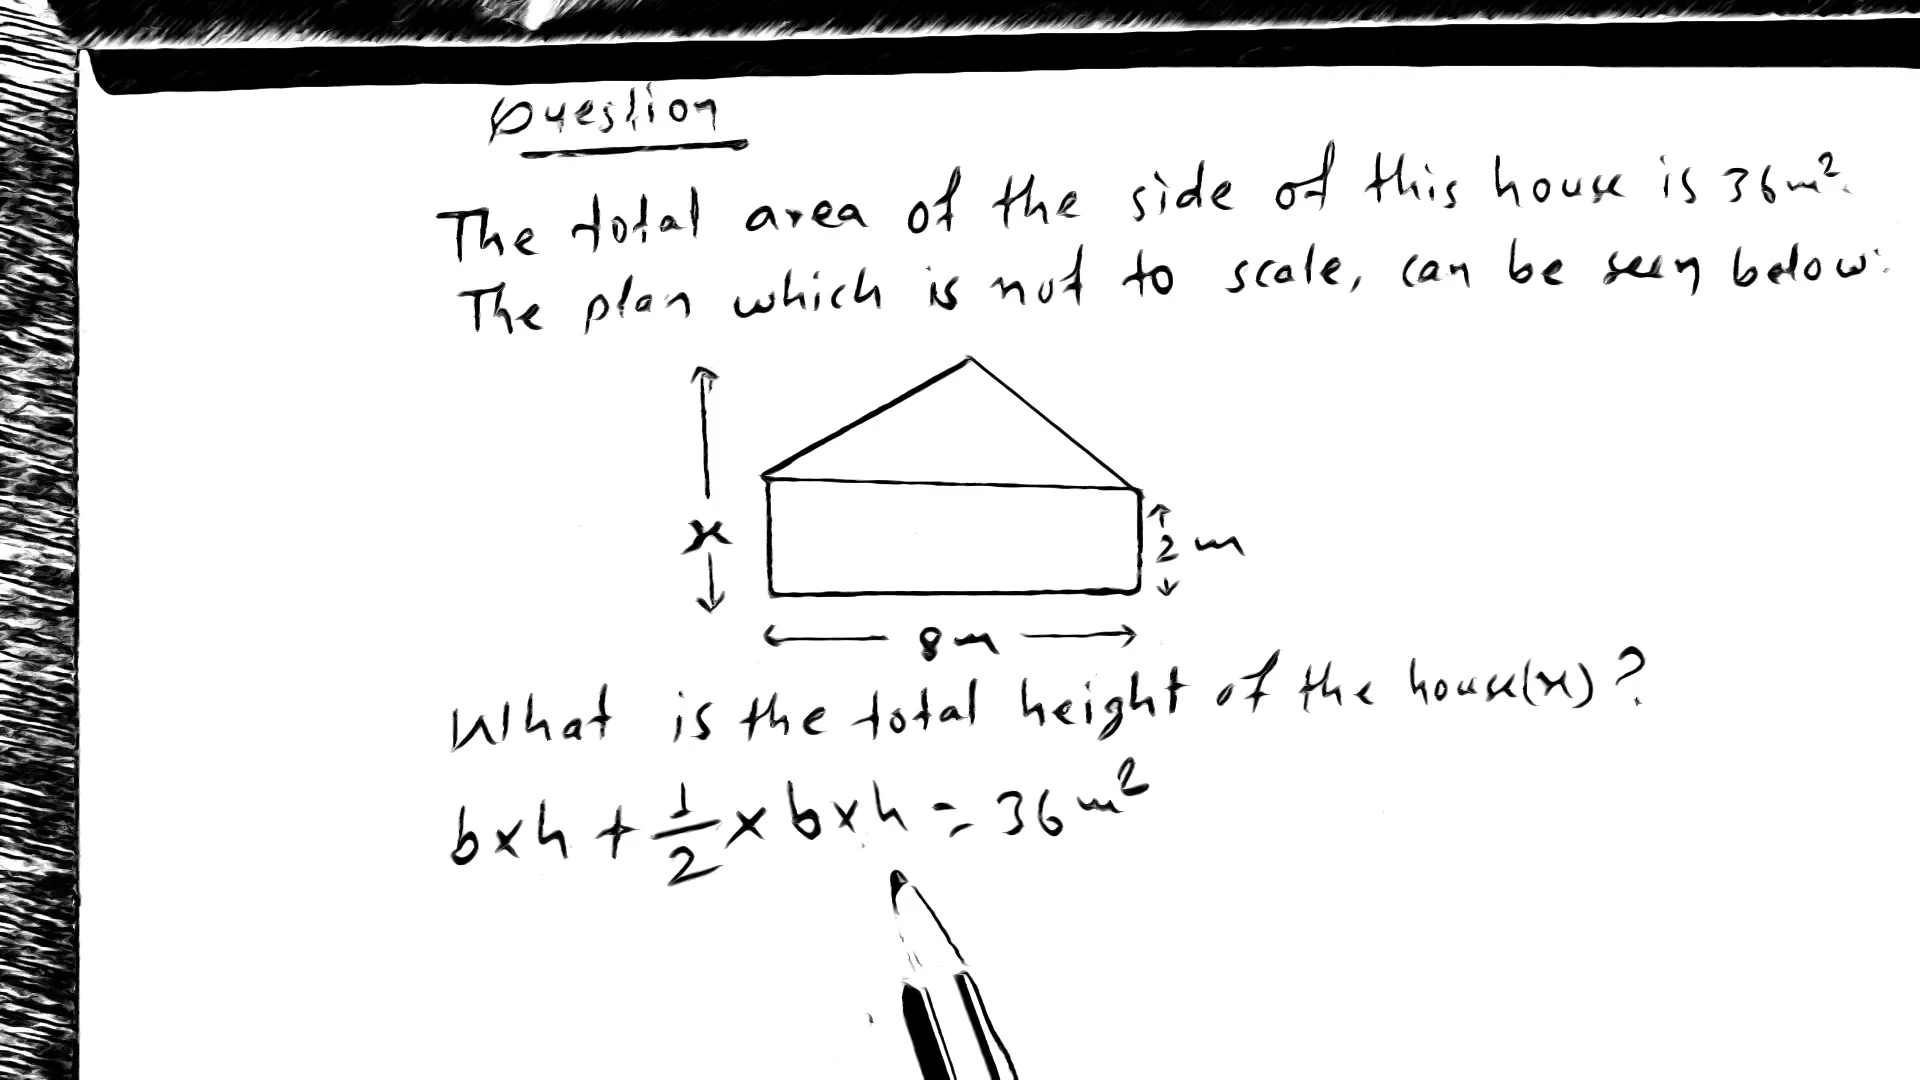 Question
The total area of the side of this house is 36m².
The plan which is not to scale, can be seen below.
x
2m
8m
What is the total height of the house(x)?
b×h + 1/2 × b×h = 36m²